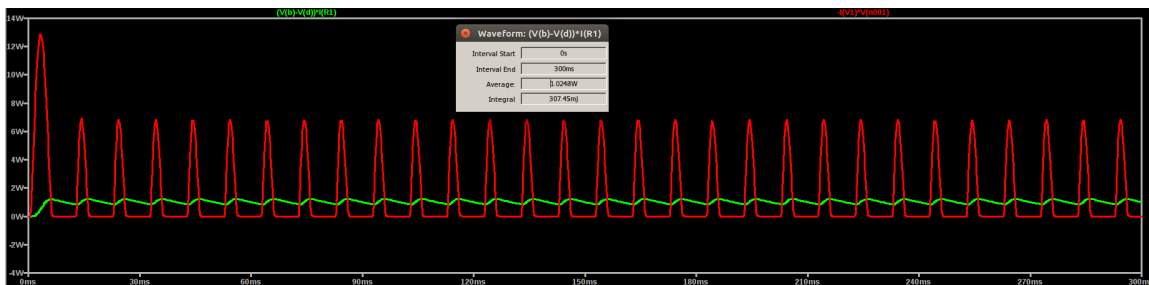 (V(b)-V(d))*I(R1)
-I(V1)*V(n001)
14W
12W
10W
8W
6W
4W
2W
0W
-2W
-4W
Waveform: (V(b)-V(d))*I(R1)
Interval Start 0s
Interval End 300ms
Average: 1.0248W
Integral 307.45mJ
0ms 30ms 60ms 90ms 120ms 150ms 180ms 210ms 240ms 270ms 300ms